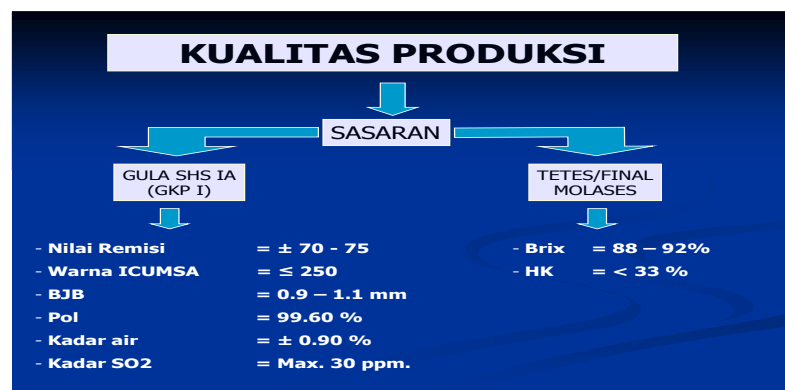 KUALITAS PRODUKSI
SASARAN
GULA SHS IA
(GKP I)
- Nilai Remisi = ± 70 - 75
- Warna ICUMSA = ≤ 250
- BJB = 0.9 – 1.1 mm
- Pol = 99.60 %
- Kadar air = ± 0.90 %
- Kadar SO2 = Max. 30 ppm.
TETES/FINAL
MOLASES
- Brix = 88 – 92%
- HK = < 33 %